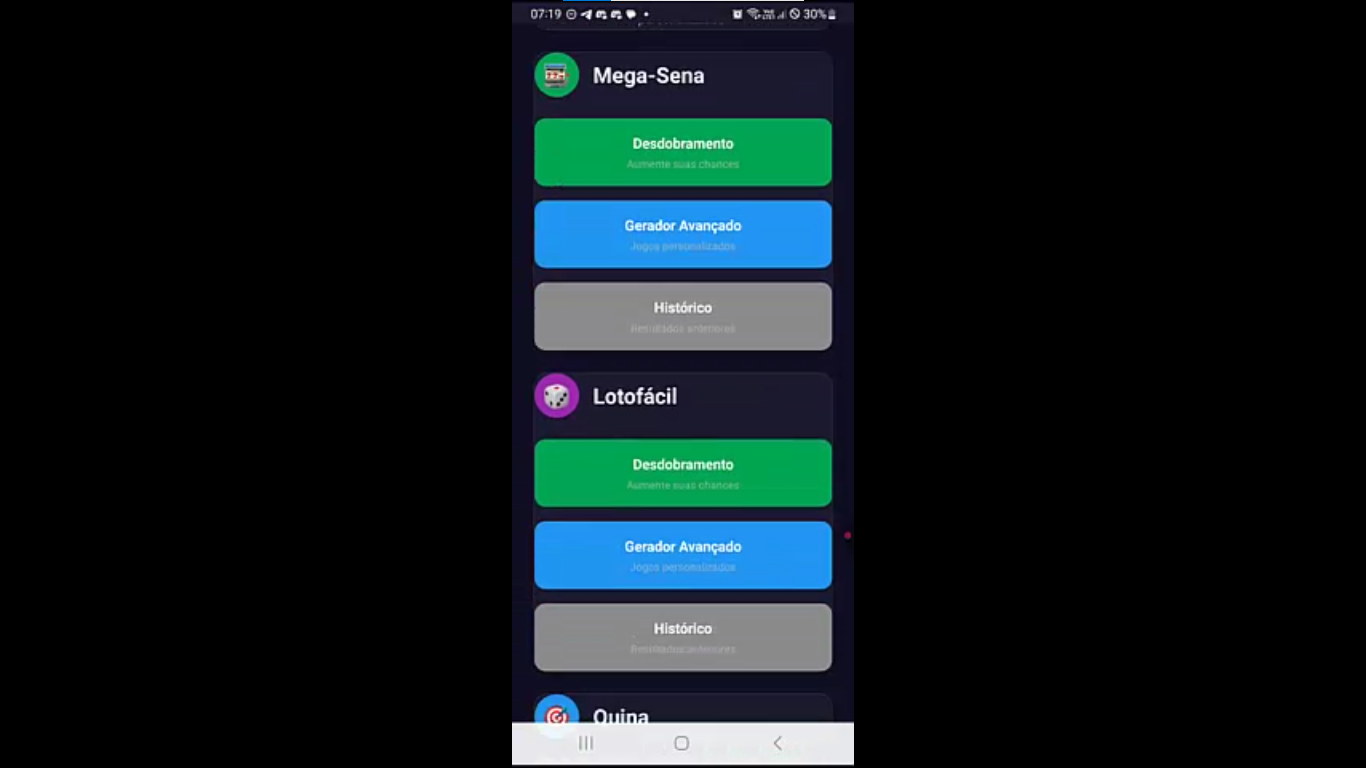 07:19
30%
Mega-Sena
Desdobramento
Aumente suas chances
Gerador Avançado
Jogos personalizados
Histórico
Resultados anteriores
Lotofácil
Desdobramento
Aumente suas chances
Gerador Avançado
Jogos personalizados
Histórico
Resultados anteriores
Quina